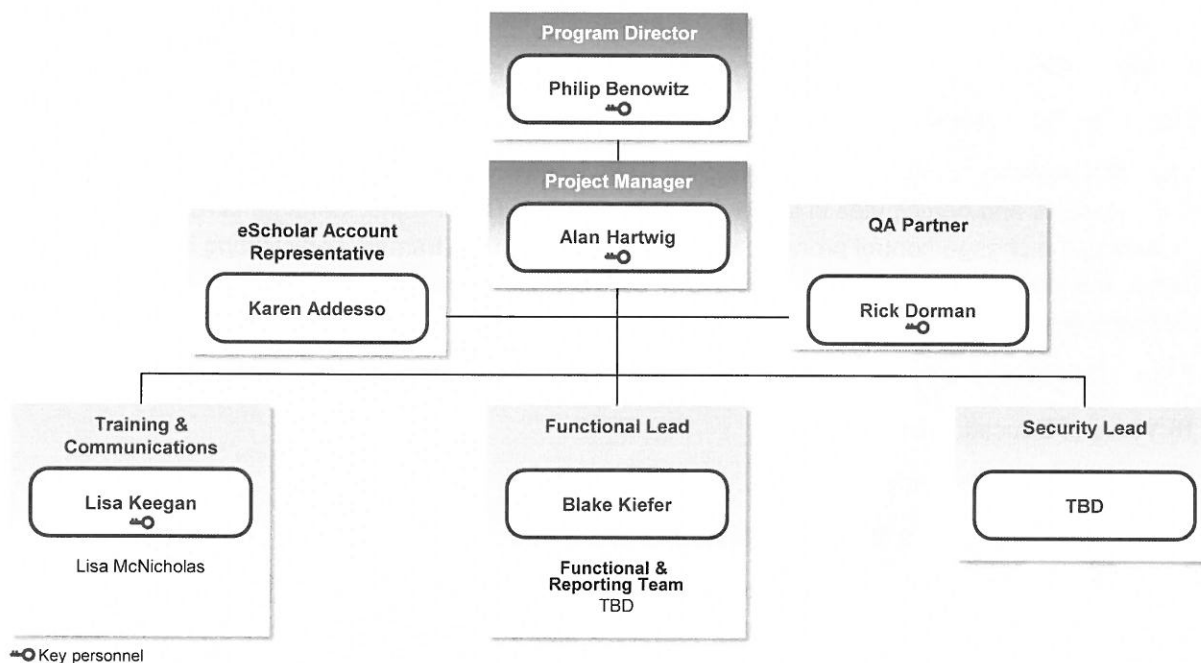 Program Director
Philip Benowitz
Project Manager
Alan Hartwig
eScholar Account
Representative
Karen Addesso
QA Partner
Rick Dorman
Training &
Communications
Lisa Keegan
Lisa McNicholas
Functional Lead
Blake Kiefer
Functional &
Reporting Team
TBD
Security Lead
TBD
Key personnel